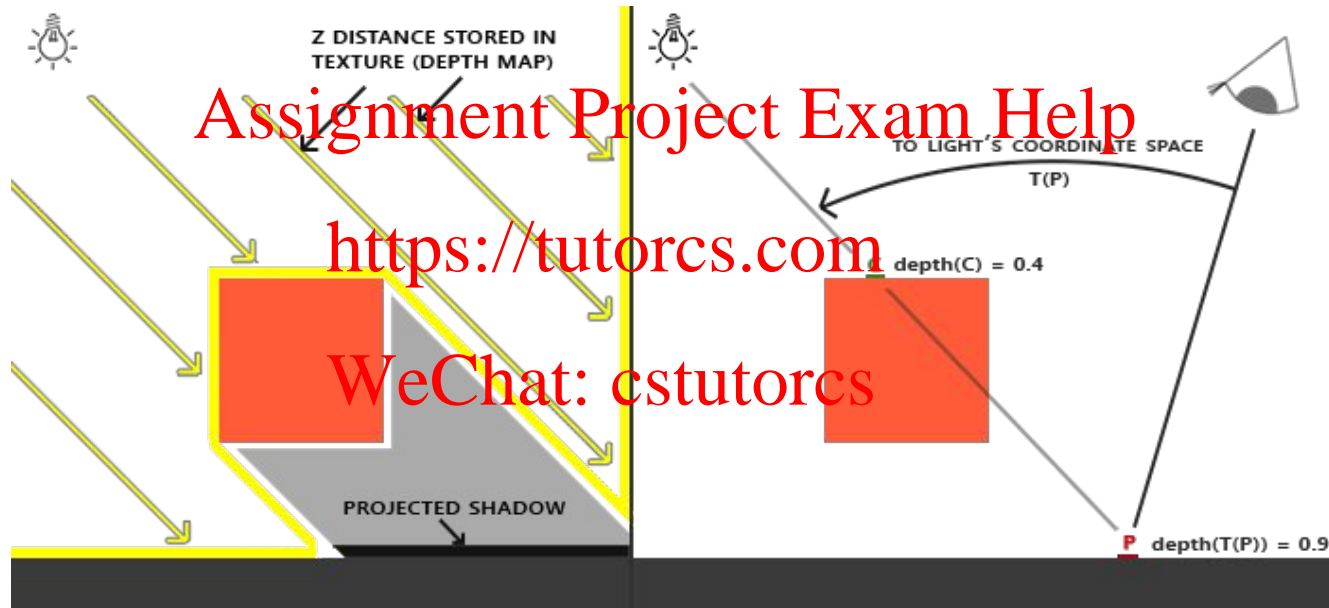 Z DISTANCE STORED IN
TEXTURE (DEPTH MAP)
Assignment Project Exam Help
TO LIGHT'S COORDINATE SPACE
T(P)
https://tutorcs.com
C depth(C) = 0.4
WeChat: cstutorcs
PROJECTED SHADOW
P depth(T(P)) = 0.9